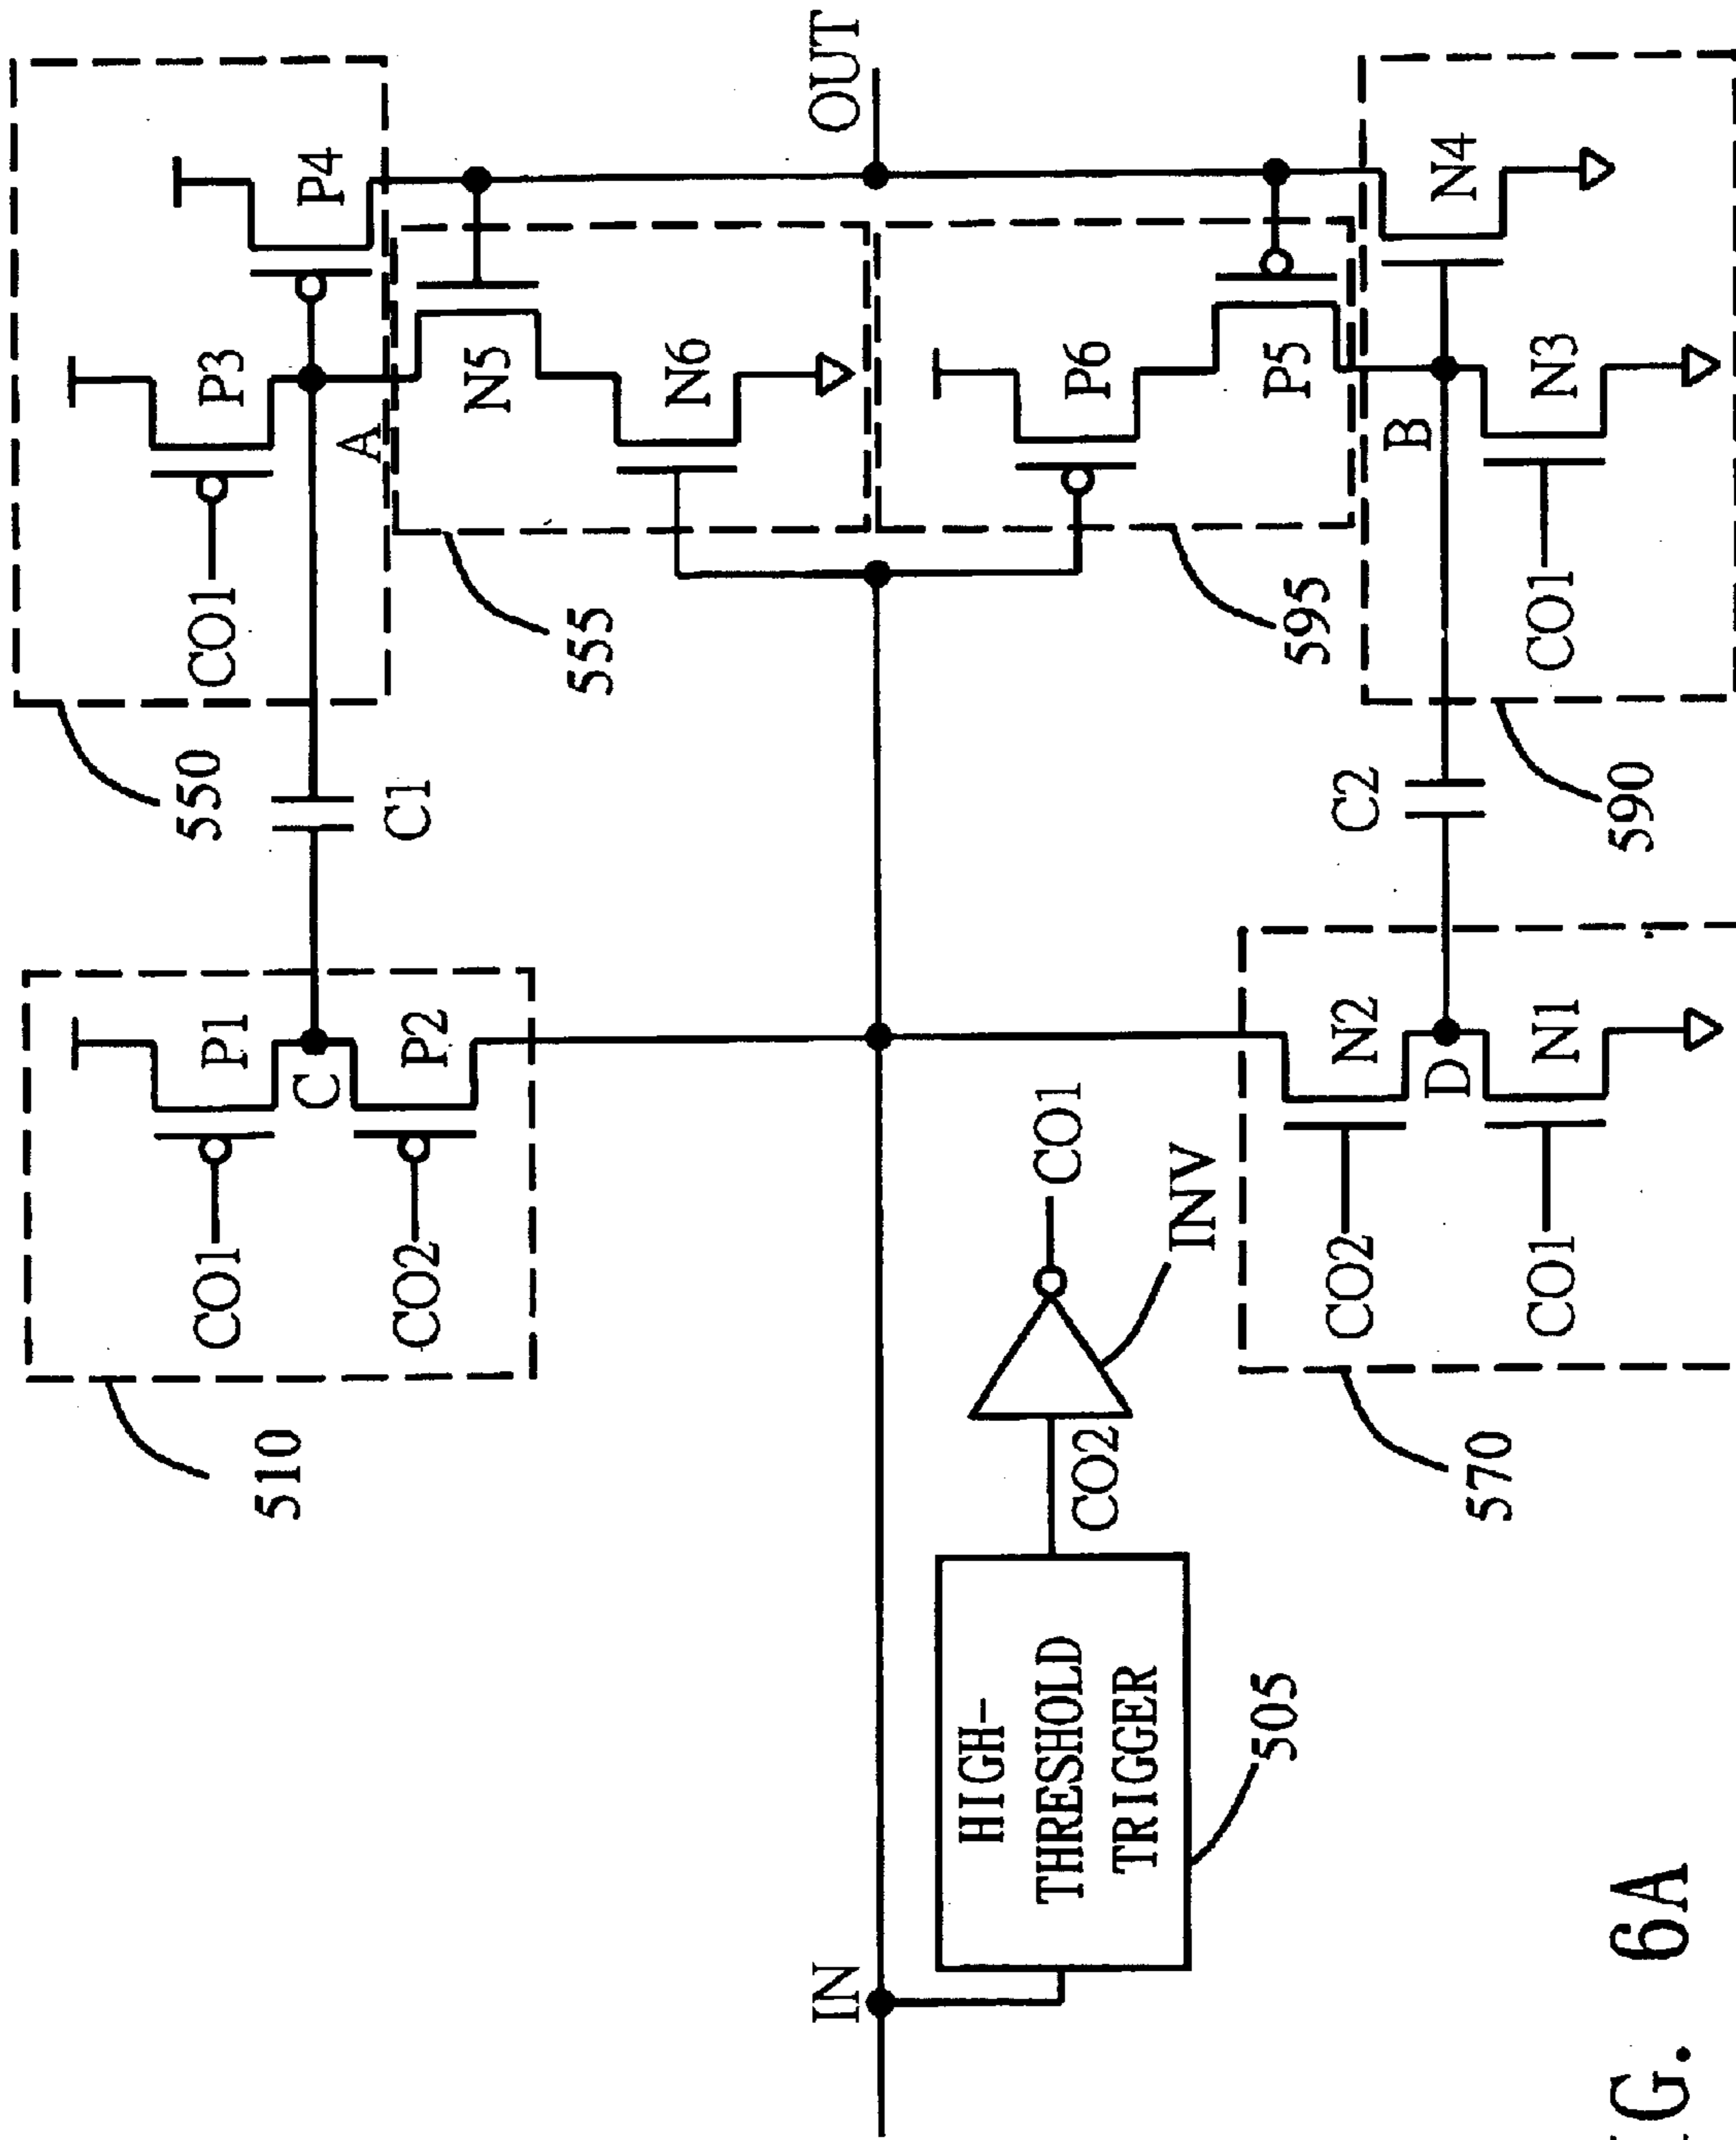 P4
CO1 P1 550 CO1 P3
510
C A
CO2 P2 C1
N5
555
N6
IN OUT
HIGH-
THRESHOLD
TRIGGER
CO2 CO1
INV
P6
505
595 P5
CO2 N2 C2
B
D N4
570
CO1 N1 CO1 N3
590
IG. 6A